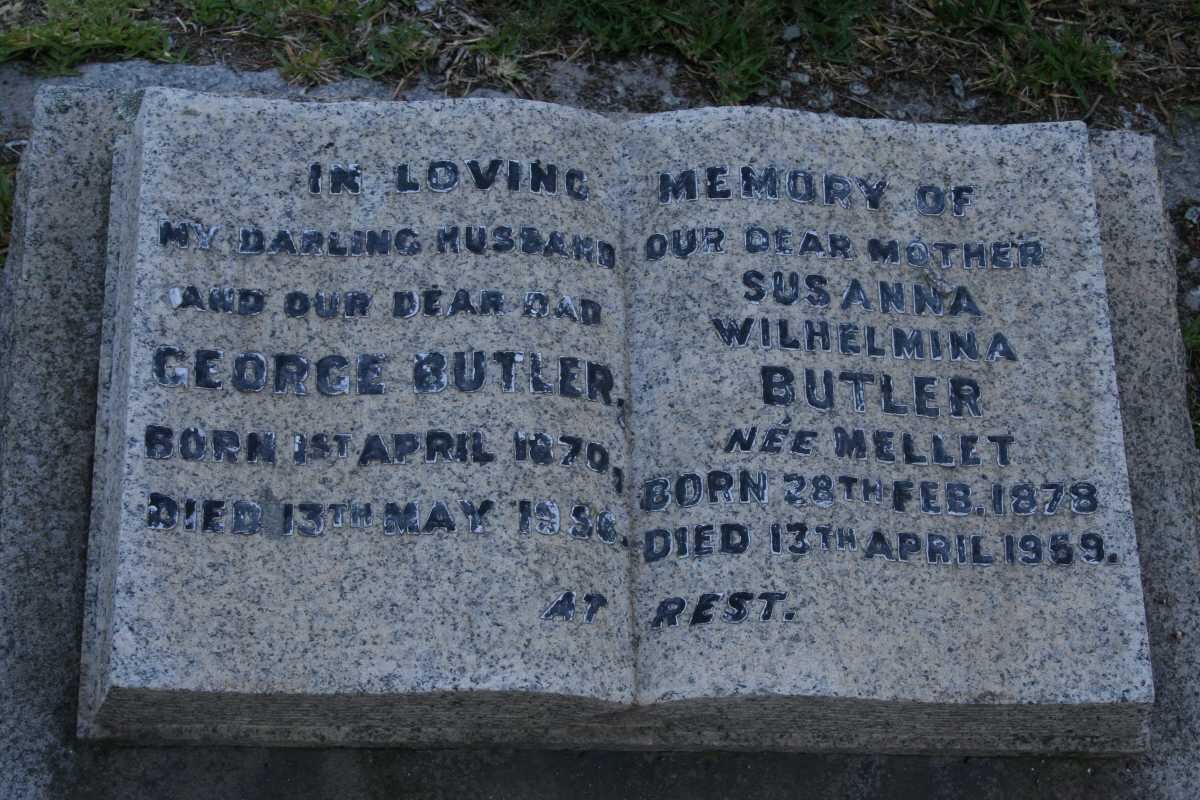 IN LOVING MEMORY OF
MY DARLING HUSBAND
AND OUR DEAR DAD
GEORGE BUTLER,
BORN 1ST APRIL 1870,
DIED 13TH MAY
OUR DEAR MOTHER
SUSANNA
WILHELMINA
BUTLER
NÉE MELLET
BORN 28TH FEB. 1878
DIED 13TH APRIL 1959.
AT REST.